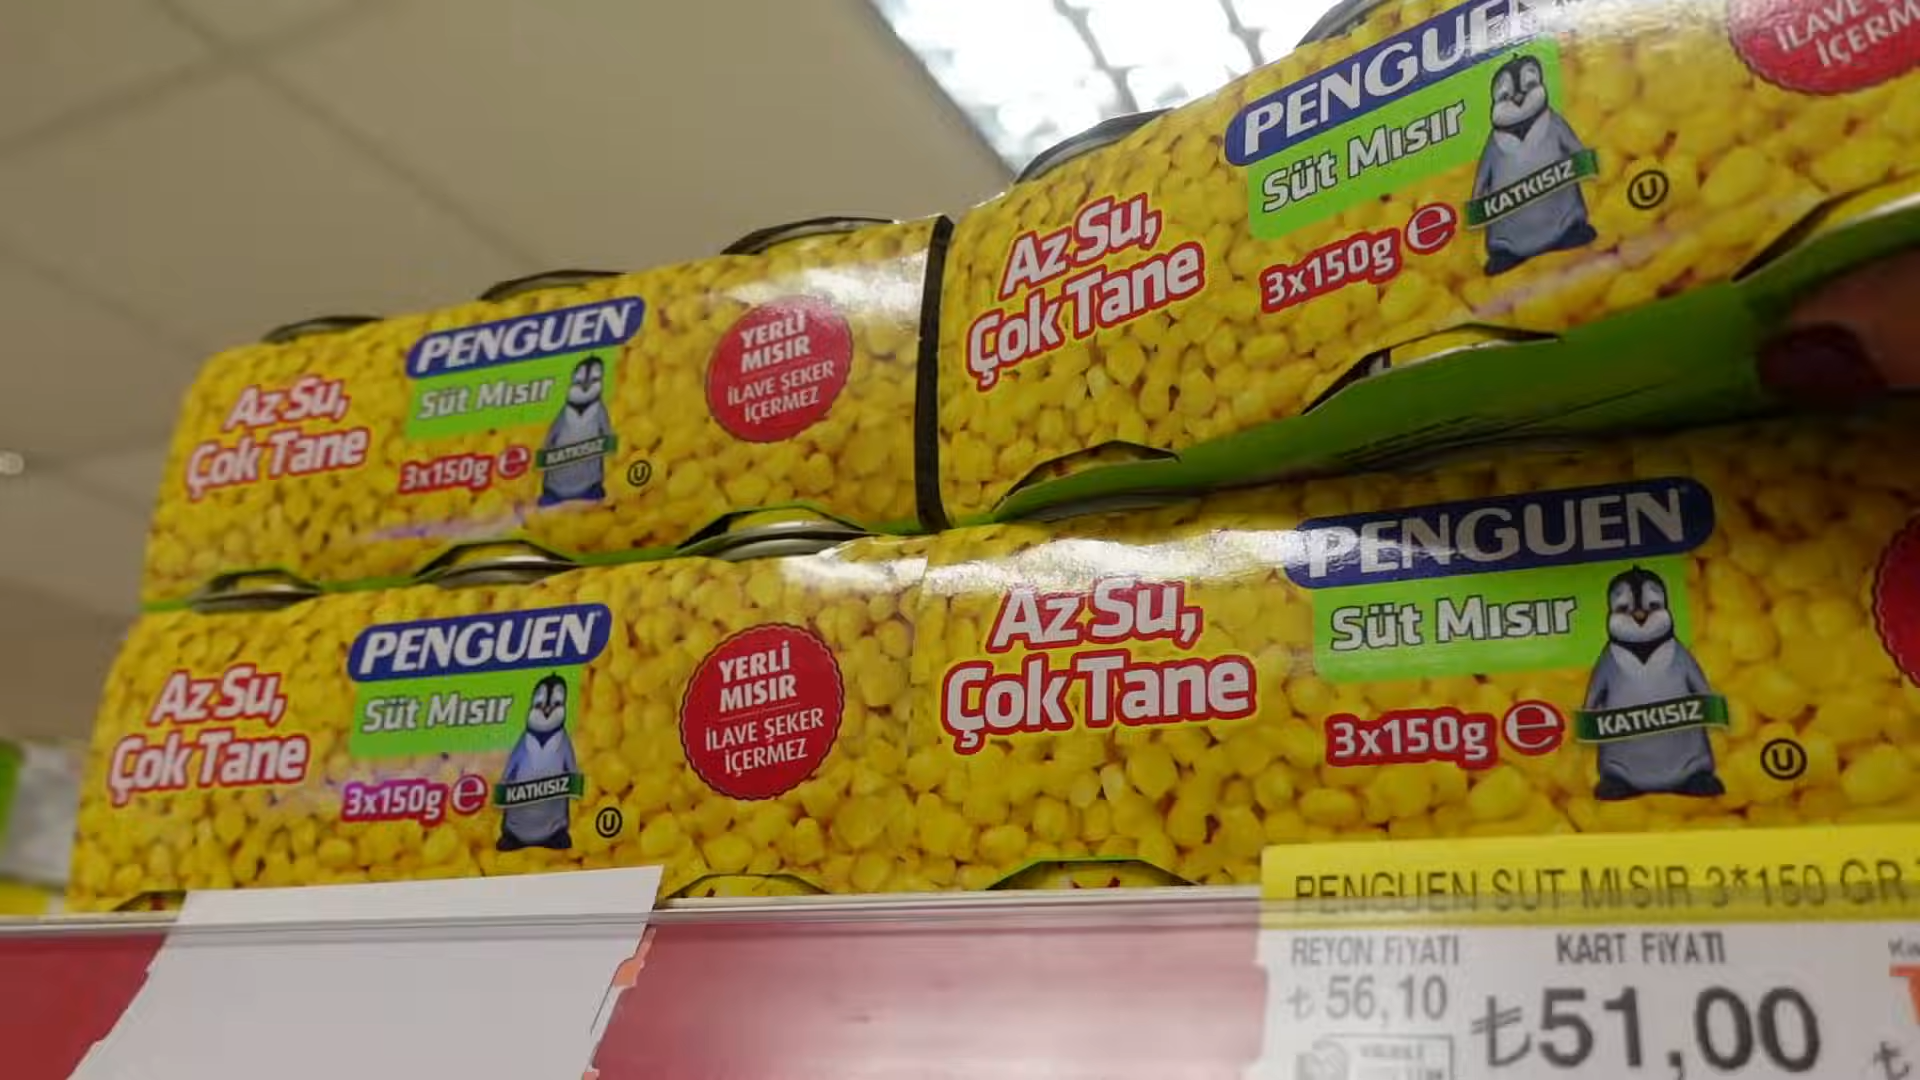 PENGUEN
Süt Mısır
KATKISIZ
Az Su,
Çok Tane
3x150g e
U
İLAVE
İÇERM
PENGUEN
Süt Mısır
KATKISIZ
Az Su,
Çok Tane
3x150g e
U
YERLİ
MISIR
İLAVE ŞEKER
İÇERMEZ
PENGUEN
Süt Mısır
KATKISIZ
Az Su,
Çok Tane
3x150g e
U
YERLİ
MISIR
İLAVE ŞEKER
İÇERMEZ
PENGUEN
Süt Mısır
KATKISIZ
Az Su,
Çok Tane
3x150g e
U
PENGUEN SUT MISIR 3*150 GR
REYON FİYATI
₺56,10
KART FİYATI
₺51,00